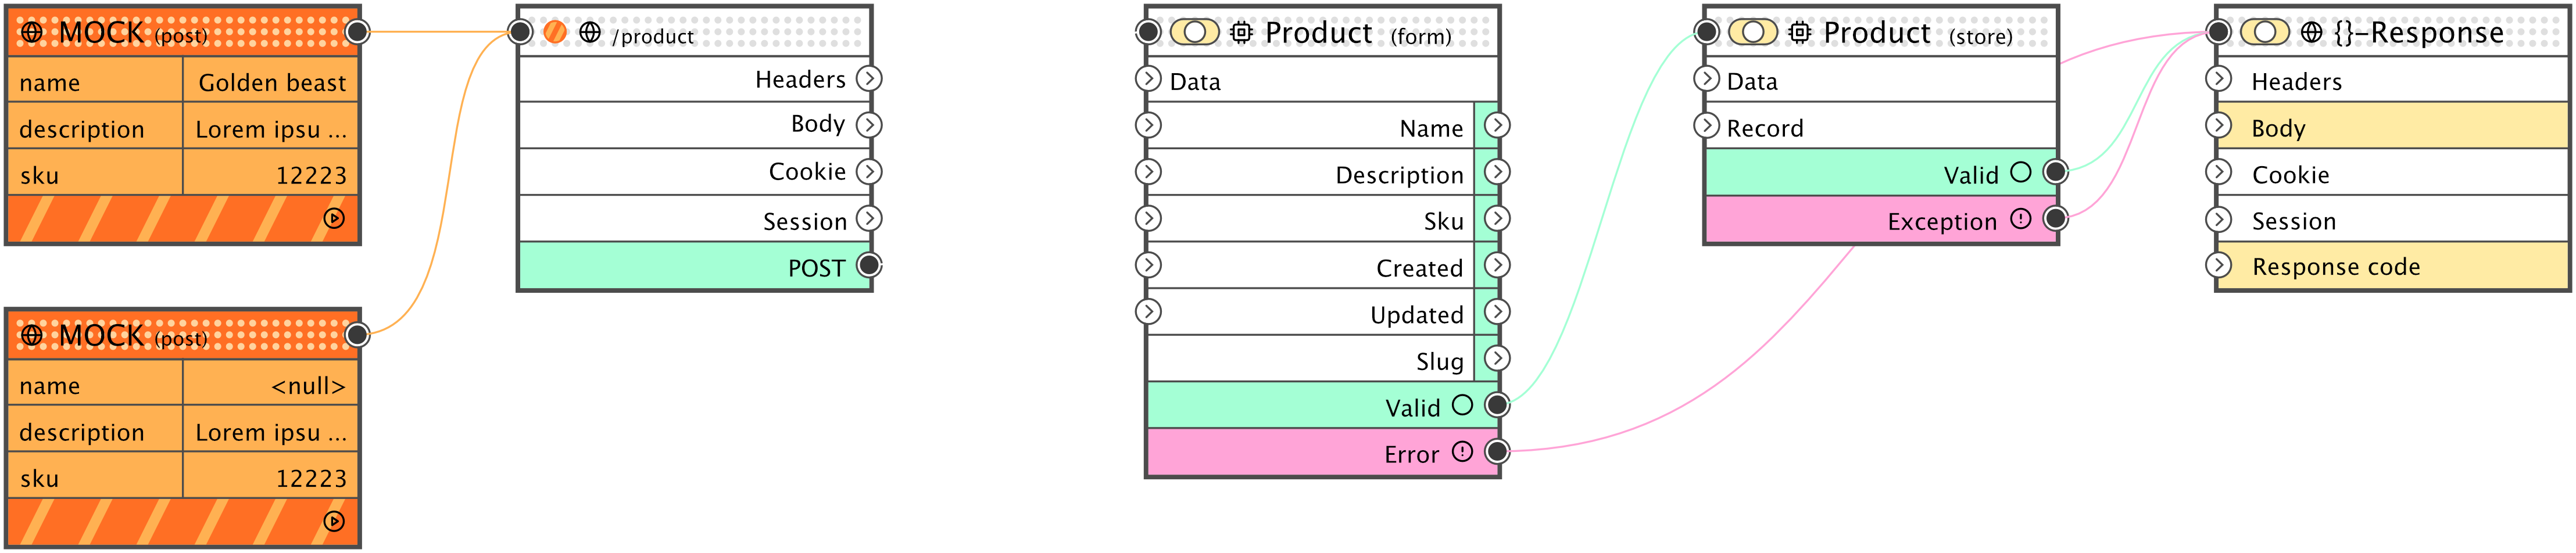 MOCK (post)
name Golden beast
description Lorem ipsu ...
sku 12223
MOCK (post)
name <null>
description Lorem ipsu ...
sku 12223
/product
Headers
Body
Cookie
Session
POST
Product (form)
Data
Name
Description
Sku
Created
Updated
Slug
Valid
Error
Product (store)
Data
Record
Valid
Exception
{}-Response
Headers
Body
Cookie
Session
Response code